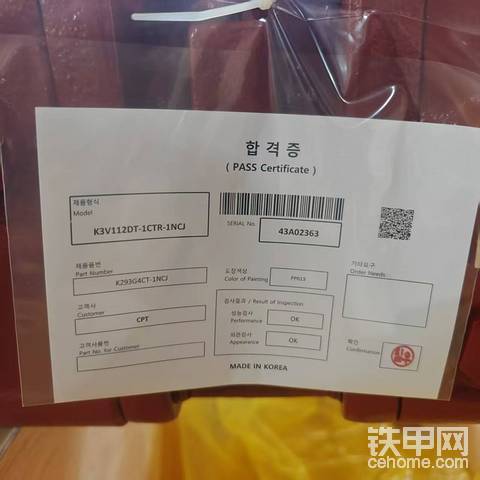 합격증
( PASS Certificate )
제품형식
Model
K3V112DT-1CTR-1NCJ
SERIAL No.
43A02363
제품품번
Part Number
K293G4CT-1NCJ
도장색상
Color of Painting
기타요구
Order Needs
고객사
Customer
CPT
검사결과 / Result of Inspection
성능검사
Performance
OK
외관검사
Appearance
OK
고객사품번
Part No. for Customer
확인
Confirmation
MADE IN KOREA
铁甲网
cehome.com